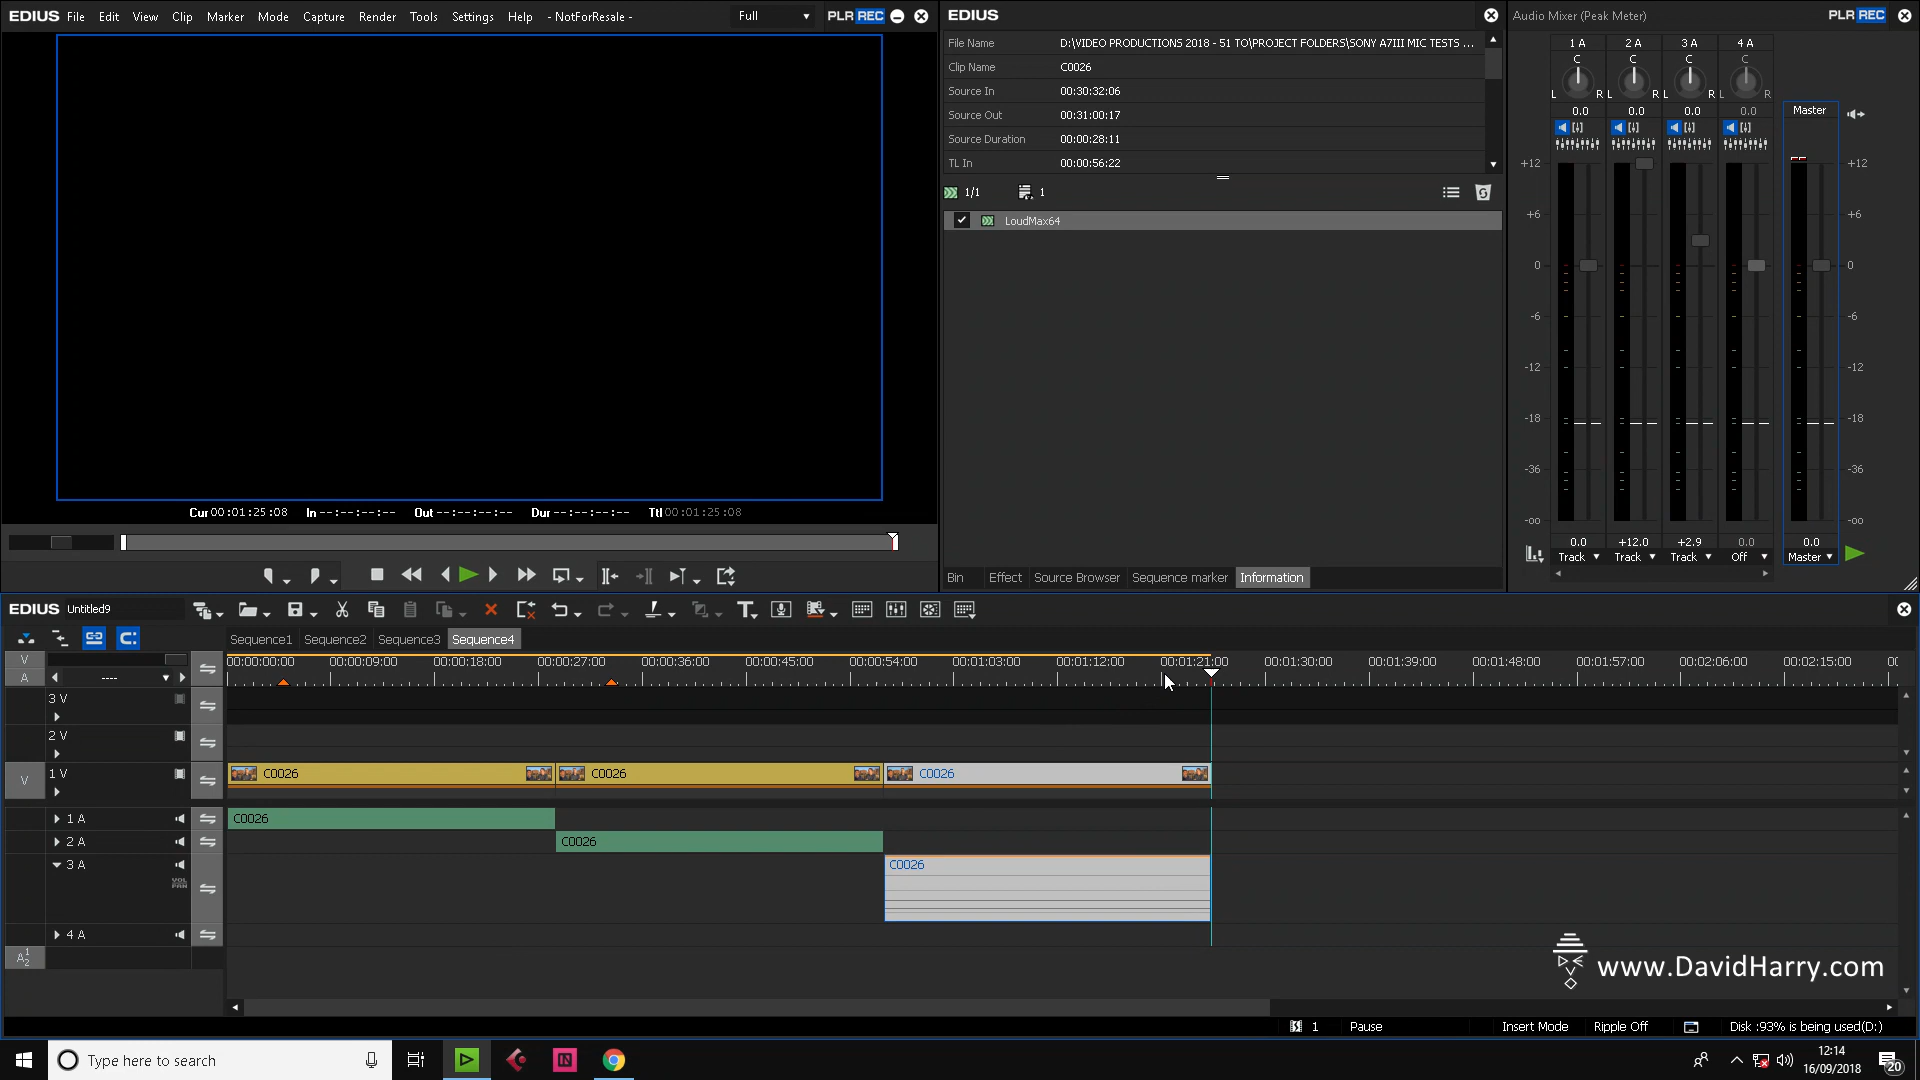 EDIUS File Edit View Clip Marker Mode Capture Render Tools Settings Help - NotForResale - Full PLR REC
Cur 00:01:25:08 In --:--:--:-- Out --:--:--:-- Dur --:--:--:-- Ttl 00:01:25:08
EDIUS
File Name D:\VIDEO PRODUCTIONS 2018 - 51 TO\PROJECT FOLDERS\SONY A7III MIC TESTS ...
Clip Name C0026
Source In 00:30:32:06
Source Out 00:31:00:17
Source Duration 00:00:28:11
TL In 00:00:56:22
1/1 1
LoudMax64
Bin Effect Source Browser Sequence marker Information
Audio Mixer (Peak Meter) PLR REC
1 A 2 A 3 A 4 A
C C C C
L R L R L R L R
0.0 0.0 0.0 0.0 Master
+12 +12
+6 +6
0 0
-6 -6
-12 -12
-18 -18
-36 -36
-oo -oo
0.0 +12.0 +2.9 0.0 0.0
Track Track Track Off Master
EDIUS Untitled9
Sequence1 Sequence2 Sequence3 Sequence4
V 00:00:00:00 00:00:09:00 00:00:18:00 00:00:27:00 00:00:36:00 00:00:45:00 00:00:54:00 00:01:03:00 00:01:12:00 00:01:21:00 00:01:30:00 00:01:39:00 00:01:48:00 00:01:57:00 00:02:06:00 00:02:15:00 00
A ----
3 V
2 V
V 1 V C0026 C0026 C0026
1 A C0026
2 A C0026
3 A C0026
VOL
PAN
4 A
A 1 2
www.DavidHarry.com
1 Pause Insert Mode Ripple Off Disk :93% is being used(D:)
Type here to search
12:14
16/09/2018
20